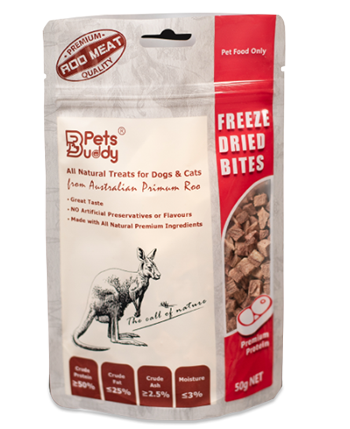 PREMIUM
ROO MEAT
QUALITY
Pet Food Only
Pets Buddy®
FREEZE
DRIED
BITES
All Natural Treats for Dogs & Cats
from Australian Primum Roo
- Great Taste
- NO Artificial Preservatives or Flavours
- Made with All Natural Premium Ingredients
The call of nature
Premium
Protein
Crude
Protein
≥50%
Crude
Fat
≤25%
Crude
Ash
≥2.5%
Moisture
≤3%
50g NET